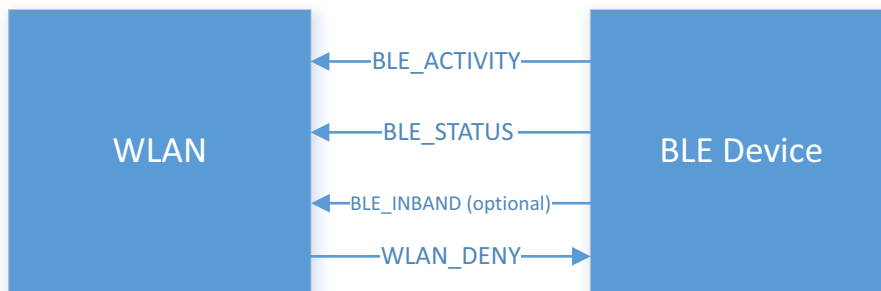 BLE_ACTIVITY
BLE_STATUS
WLAN
BLE Device
BLE_INBAND (optional)
WLAN_DENY